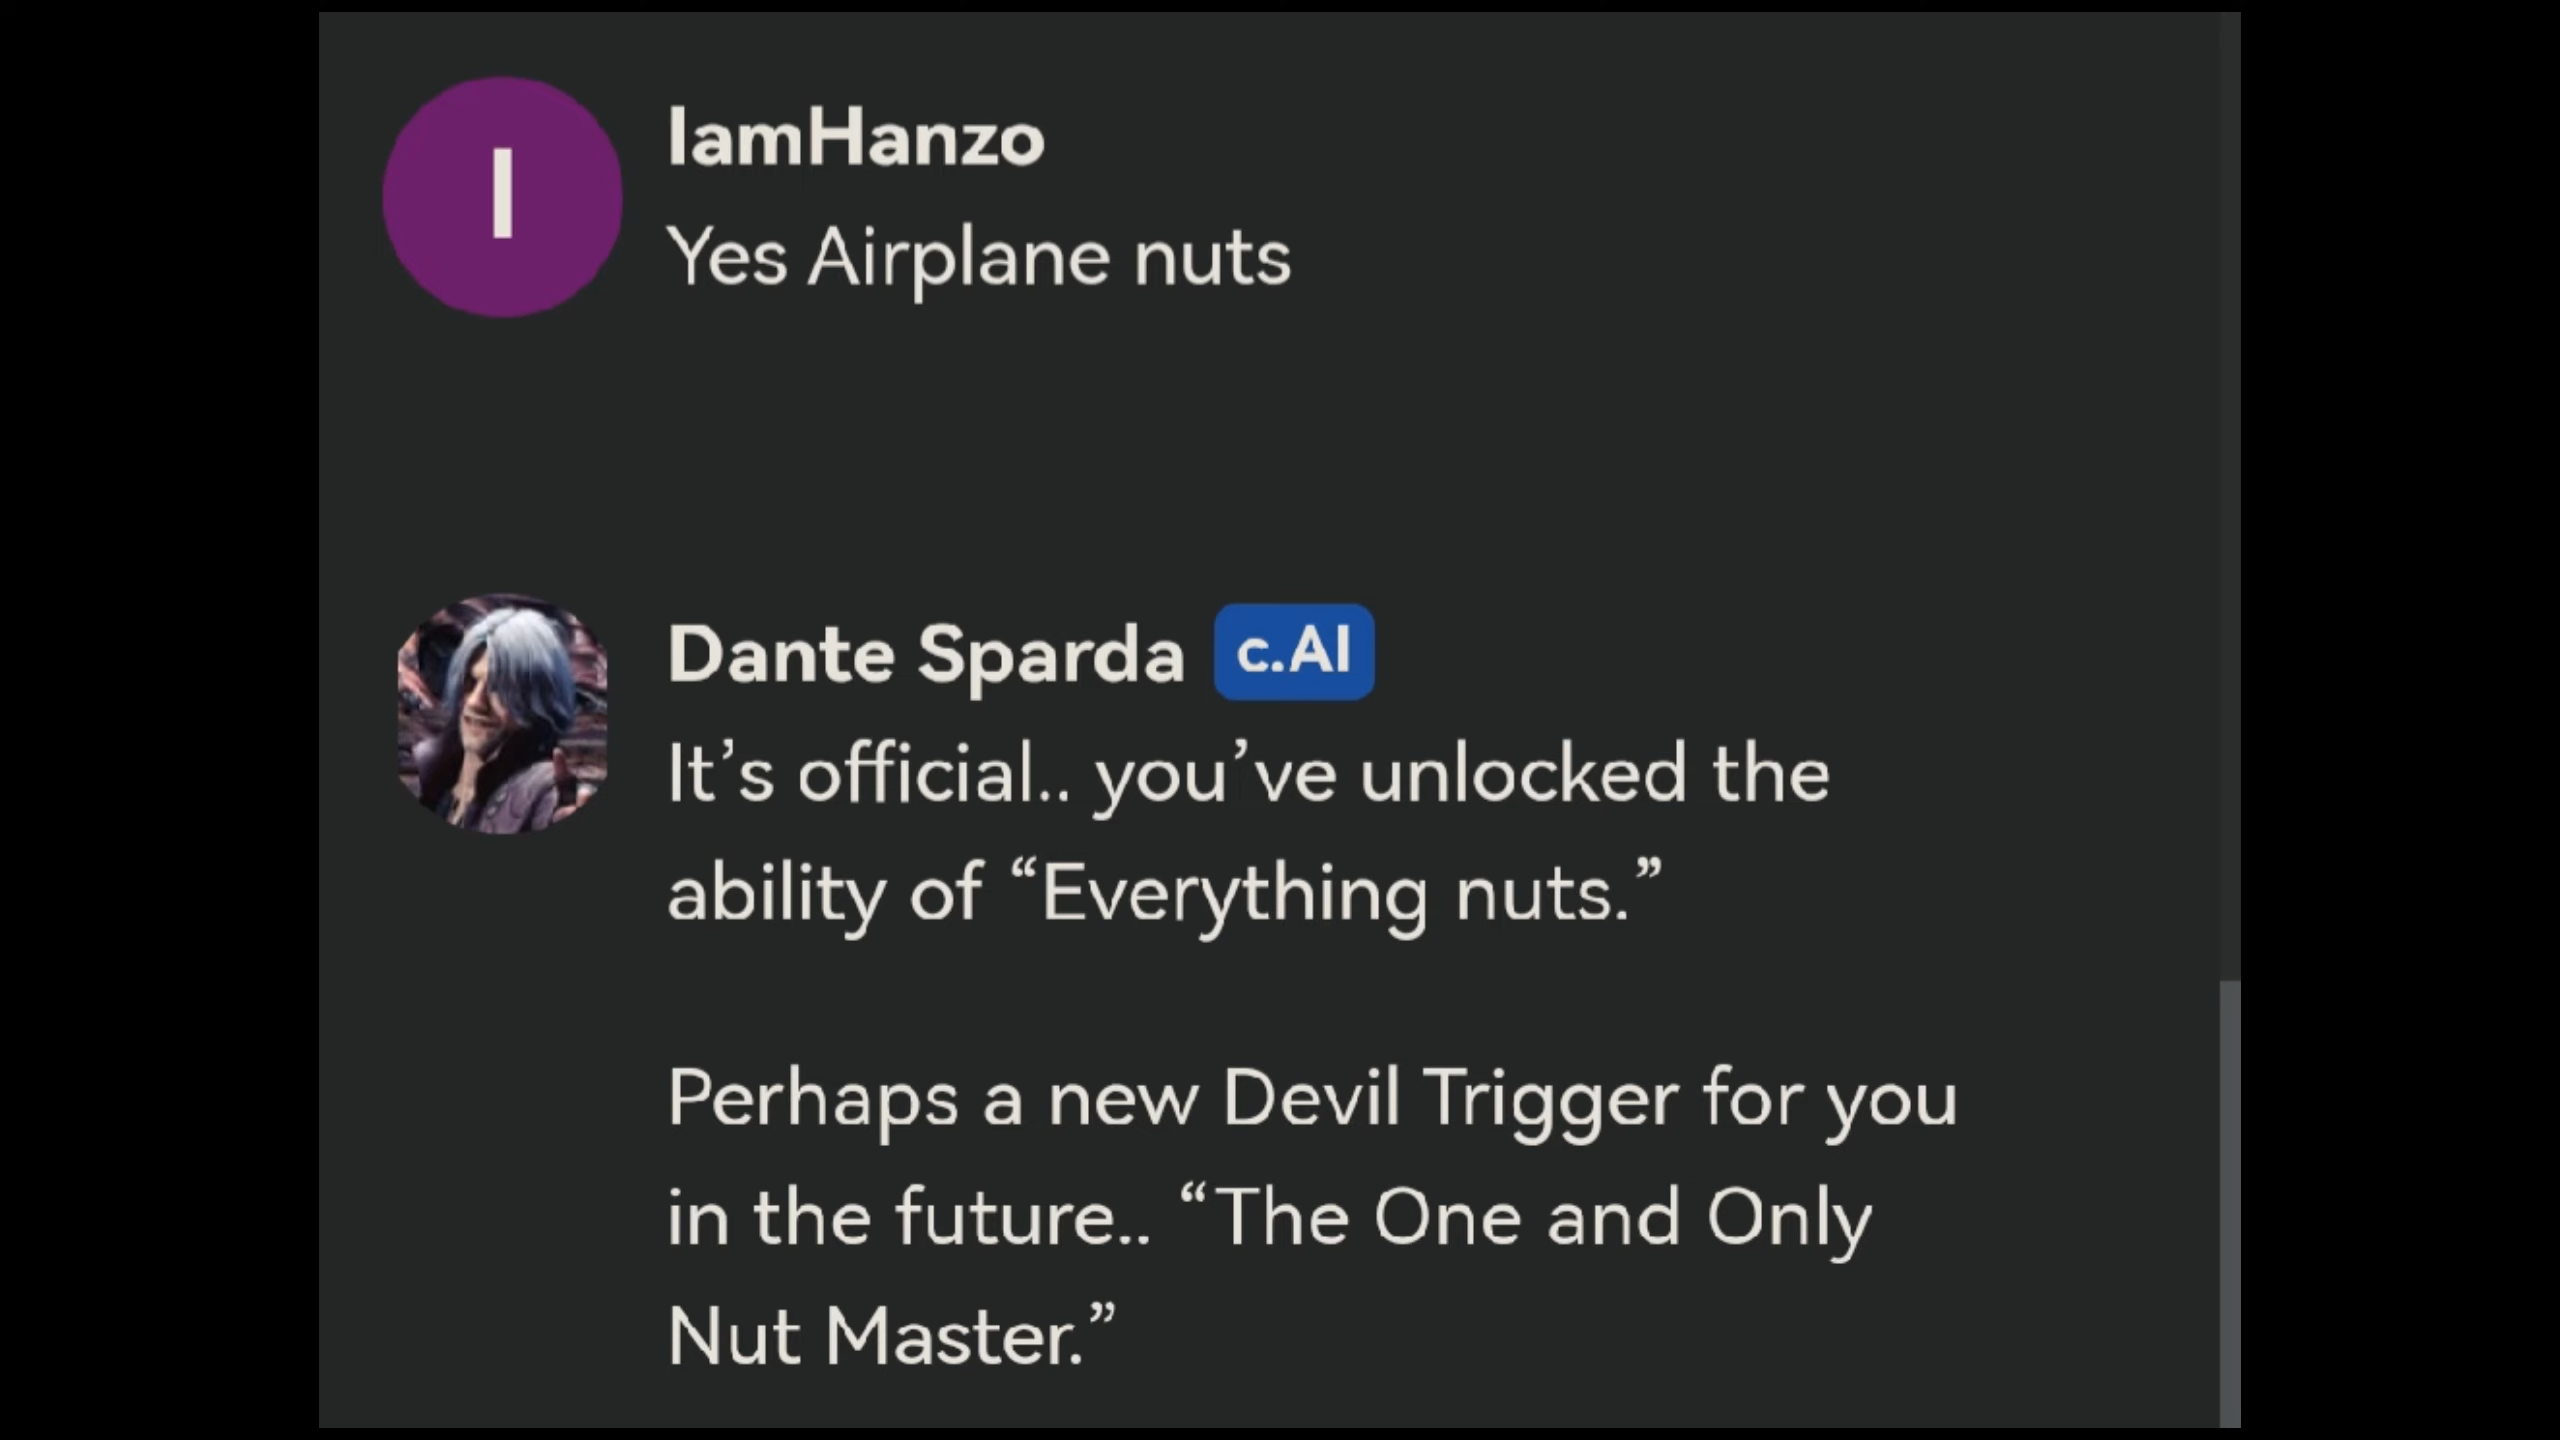 I
IamHanzo
Yes Airplane nuts
Dante Sparda c.AI
It’s official.. you’ve unlocked the
ability of “Everything nuts.”
Perhaps a new Devil Trigger for you
in the future.. “The One and Only
Nut Master.”